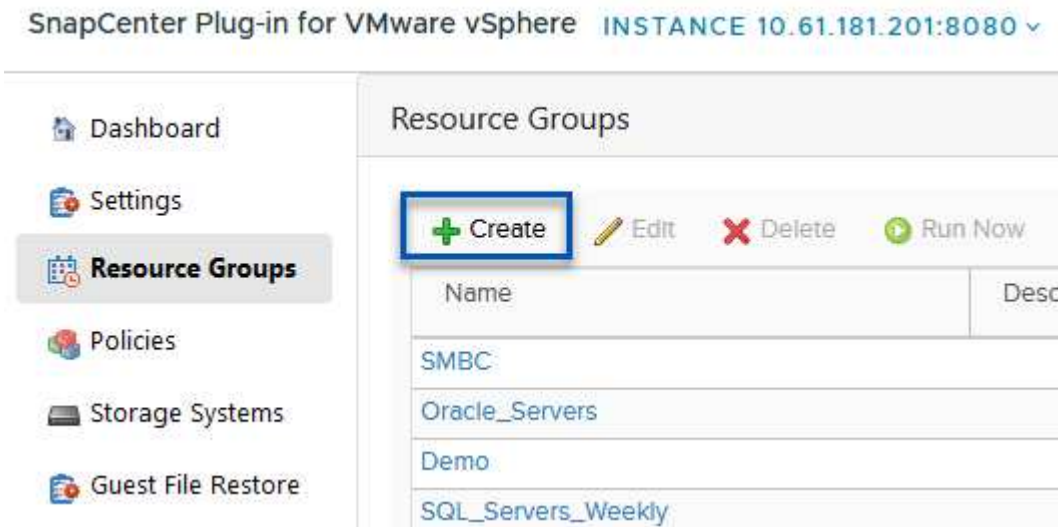 SnapCenter Plug-in for VMware vSphere INSTANCE 10.61.181.201:8080
Dashboard
Settings
Resource Groups
Policies
Storage Systems
Guest File Restore
Resource Groups
Create Edit Delete Run Now
Name Desc
SMBC
Oracle_Servers
Demo
SQL_Servers_Weekly